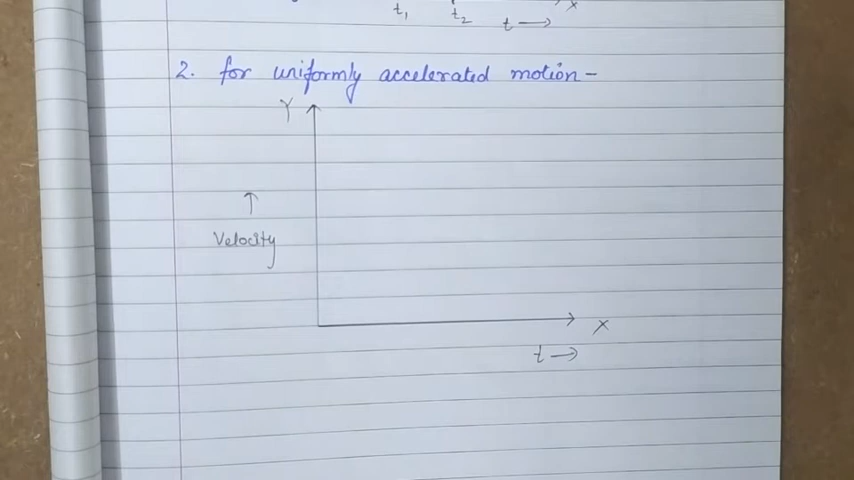 t₁ t₂ t → x
2. for uniformly accelerated motion-
Y
↑
Velocity
X
t →